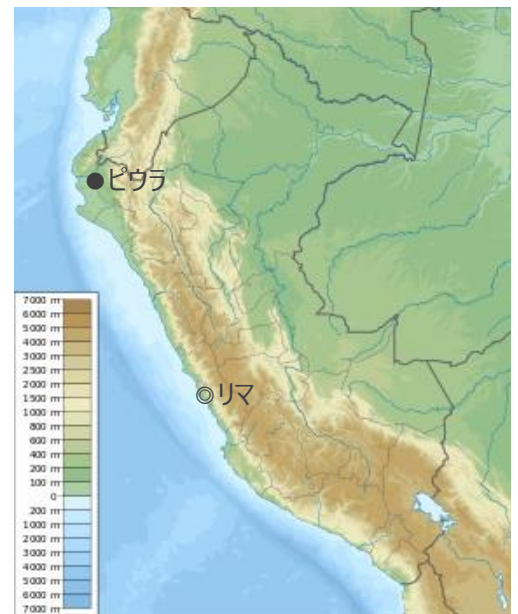 ●ピウラ
◎リマ
7000 m
6000 m
5000 m
4000 m
3000 m
2500 m
2000 m
1500 m
1000 m
800 m
600 m
400 m
200 m
100 m
0
200 m
1000 m
2000 m
3000 m
4000 m
5000 m
6000 m
7000 m